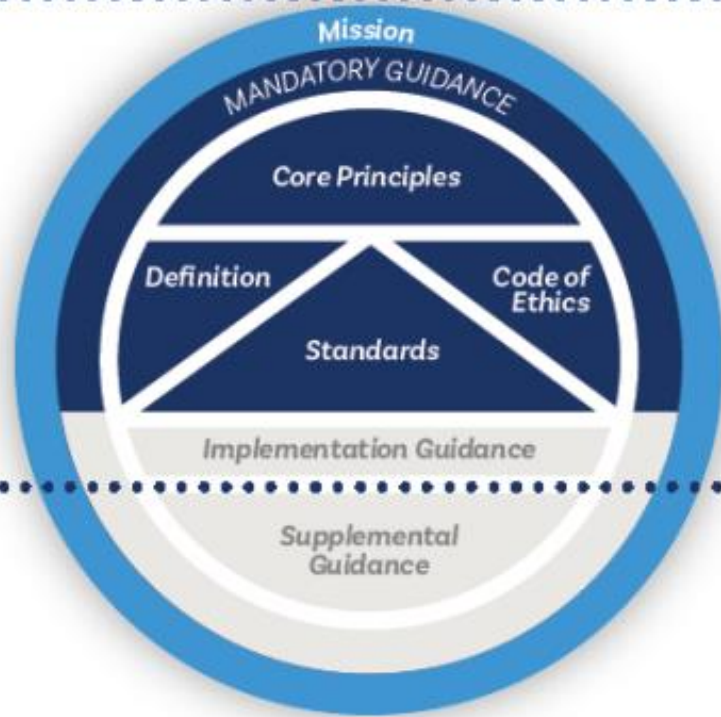 Mission
MANDATORY GUIDANCE
Core Principles
Definition
Code of
Ethics
Standards
Implementation Guidance
Supplemental
Guidance